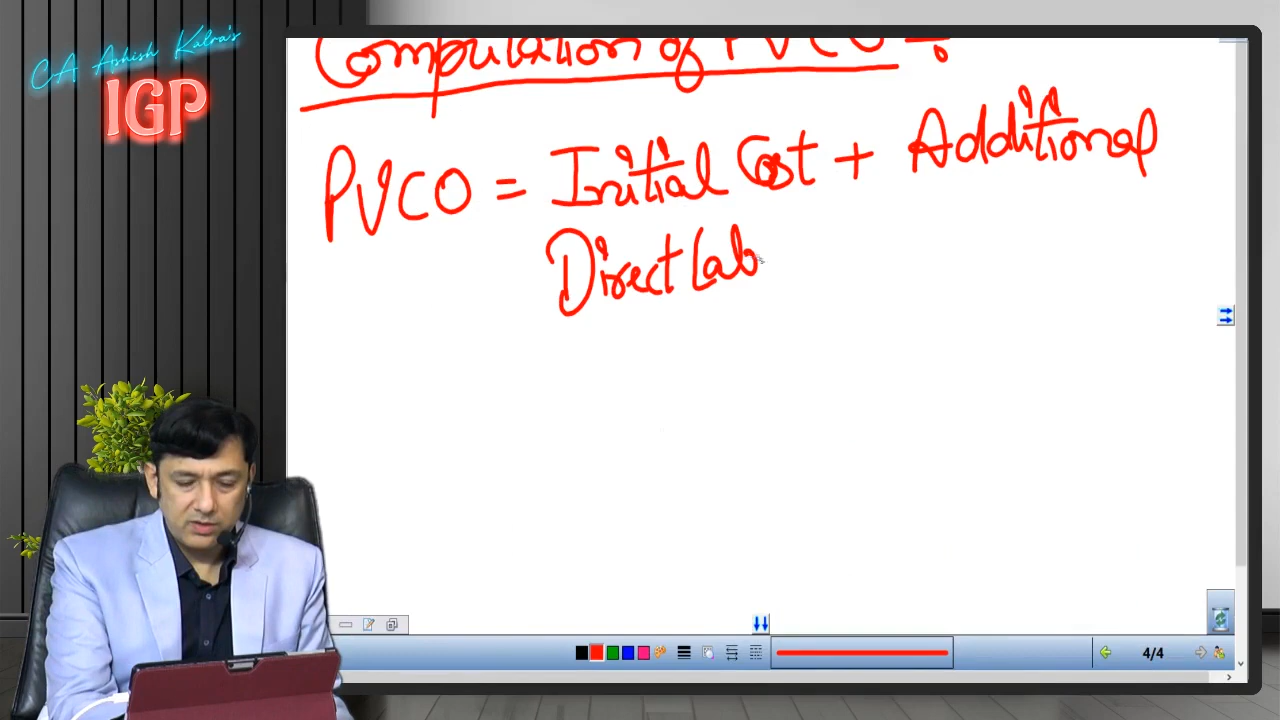 CA Ashish Kalra's
IGP
Computation of PVCO :
PVCO = Initial Cost + Additional
Direct Lab
4/4